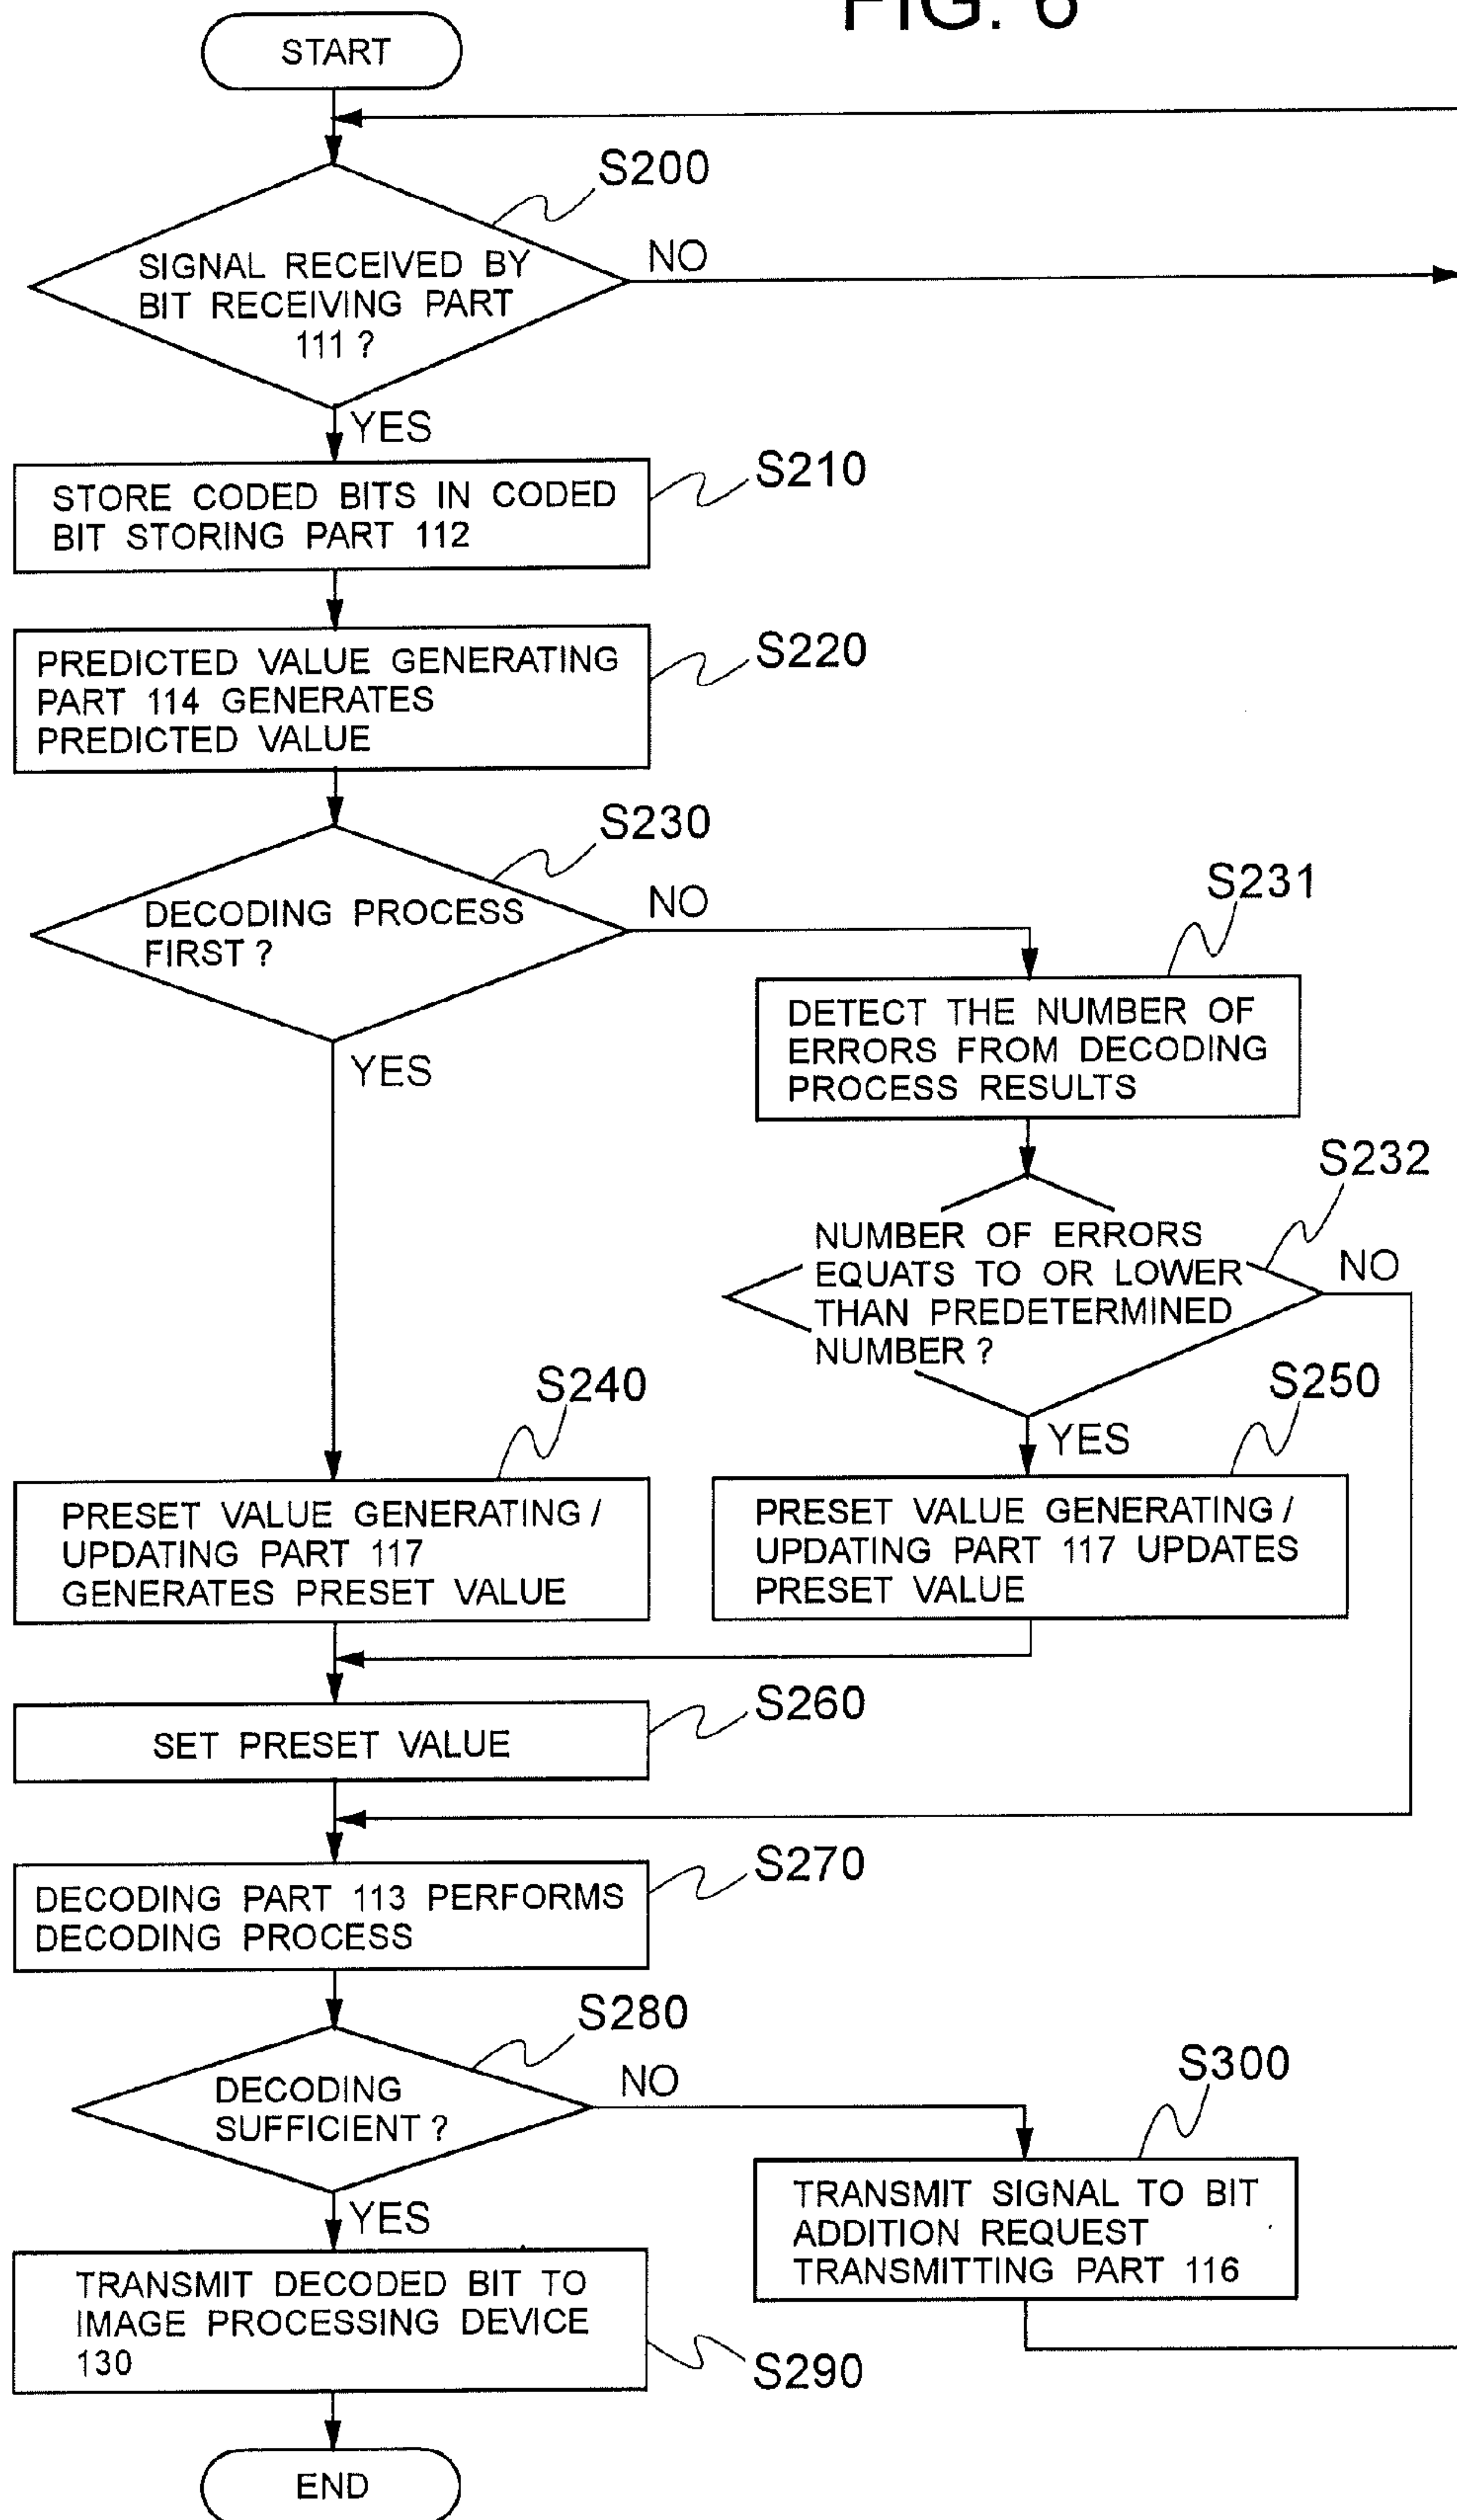 FIG. 6
START
S200
SIGNAL RECEIVED BY
BIT RECEIVING PART
111?
NO
YES
S210
STORE CODED BITS IN CODED
BIT STORING PART 112
S220
PREDICTED VALUE GENERATING
PART 114 GENERATES
PREDICTED VALUE
S230
DECODING PROCESS
FIRST?
NO
YES
S231
DETECT THE NUMBER OF
ERRORS FROM DECODING
PROCESS RESULTS
S232
NUMBER OF ERRORS
EQUATS TO OR LOWER
THAN PREDETERMINED
NUMBER?
NO
YES
S240
PRESET VALUE GENERATING/
UPDATING PART 117
GENERATES PRESET VALUE
S250
PRESET VALUE GENERATING/
UPDATING PART 117 UPDATES
PRESET VALUE
S260
SET PRESET VALUE
S270
DECODING PART 113 PERFORMS
DECODING PROCESS
S280
DECODING
SUFFICIENT?
NO
YES
S300
TRANSMIT SIGNAL TO BIT
ADDITION REQUEST
TRANSMITTING PART 116
TRANSMIT DECODED BIT TO
IMAGE PROCESSING DEVICE
130
S290
END